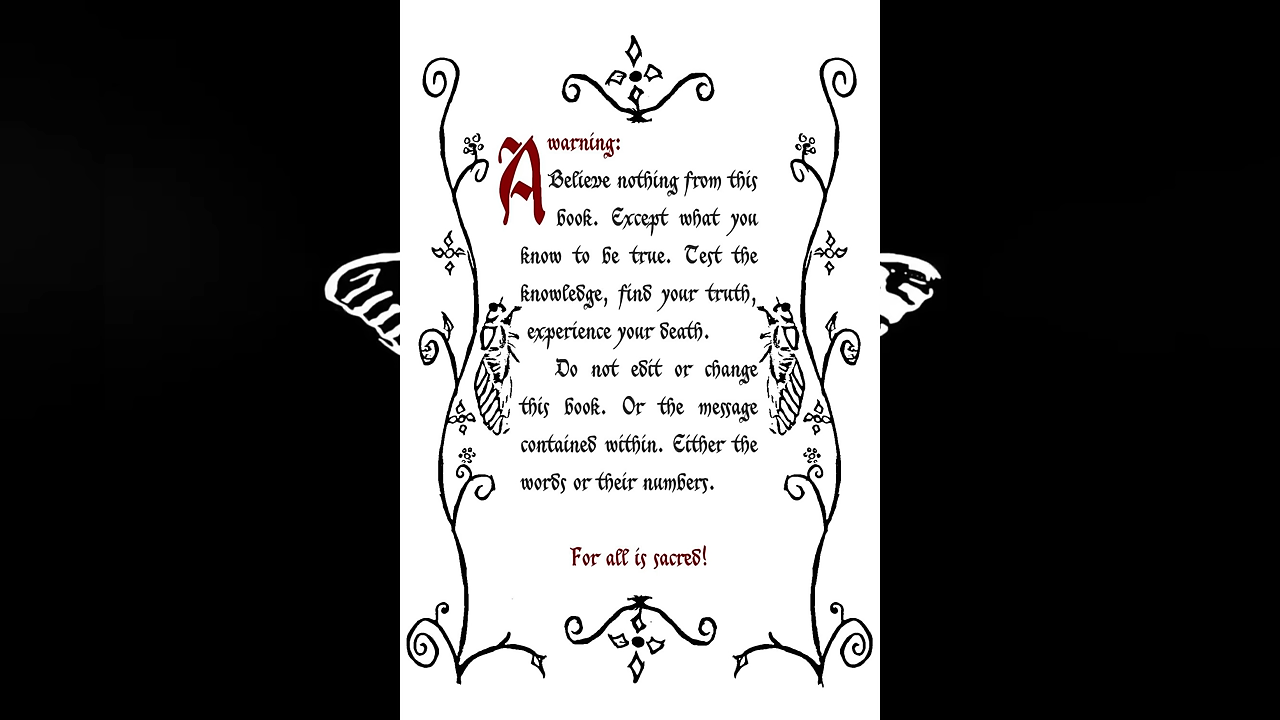 A warning:
Believe nothing from this
book. Except what you
know to be true. Test the
knowledge, find your truth,
experience your death.
Do not edit or change
this book. Or the message
contained within. Either the
words or their numbers.
For all is sacred!